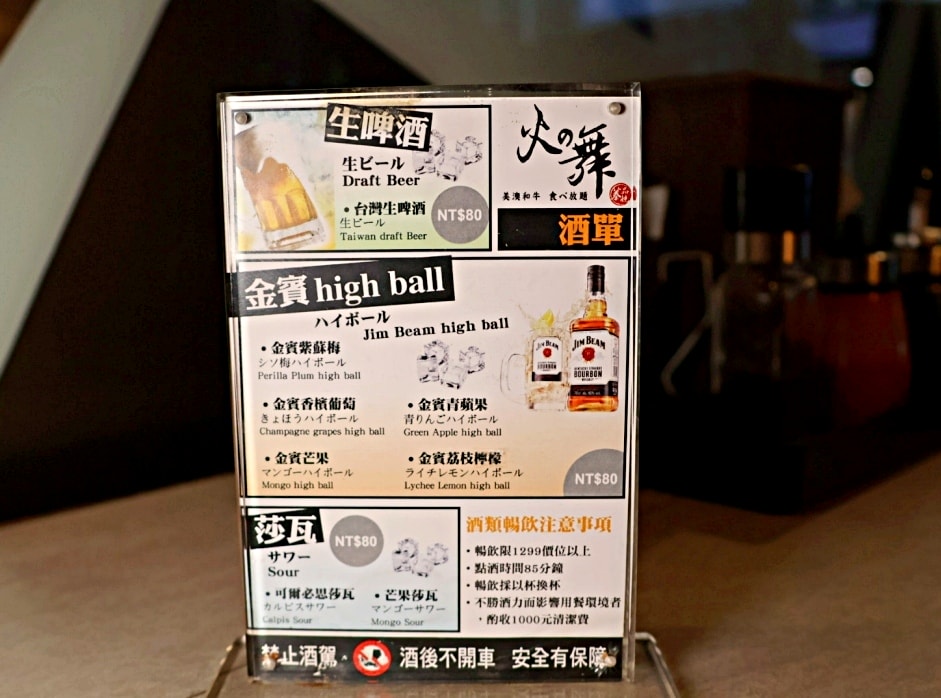 生啤酒
生ビール
Draft Beer
•台灣生啤酒
生ビール
Taiwan draft Beer
NT$80
火の舞
美澳和牛 食べ放題
酒單
金賓high ball
ハイボール
Jim Beam high ball
•金賓紫蘇梅
シソ梅ハイボール
Perilla Plum high ball
•金賓香檳葡萄
きょほうハイボール
Champagne grapes high ball
•金賓青蘋果
青りんごハイボール
Green Apple high ball
•金賓芒果
マンゴーハイボール
Mongo high ball
•金賓荔枝檸檬
ライチレモンハイボール
Lychee Lemon high ball
JIM BEAM
BOURBON
JIM BEAM
BOURBON
NT$80
莎瓦
サワー
Sour
NT$80
•可爾必思莎瓦
カルピスサワー
Calpis Sour
•芒果莎瓦
マンゴーサワー
Mongo Sour
酒類暢飲注意事項
•暢飲限1299價位以上
•點酒時間85分鐘
•暢飲採以杯換杯
•不勝酒力而影響用餐環境者
，酌收1000元清潔費
禁止酒駕 酒後不開車 安全有保障